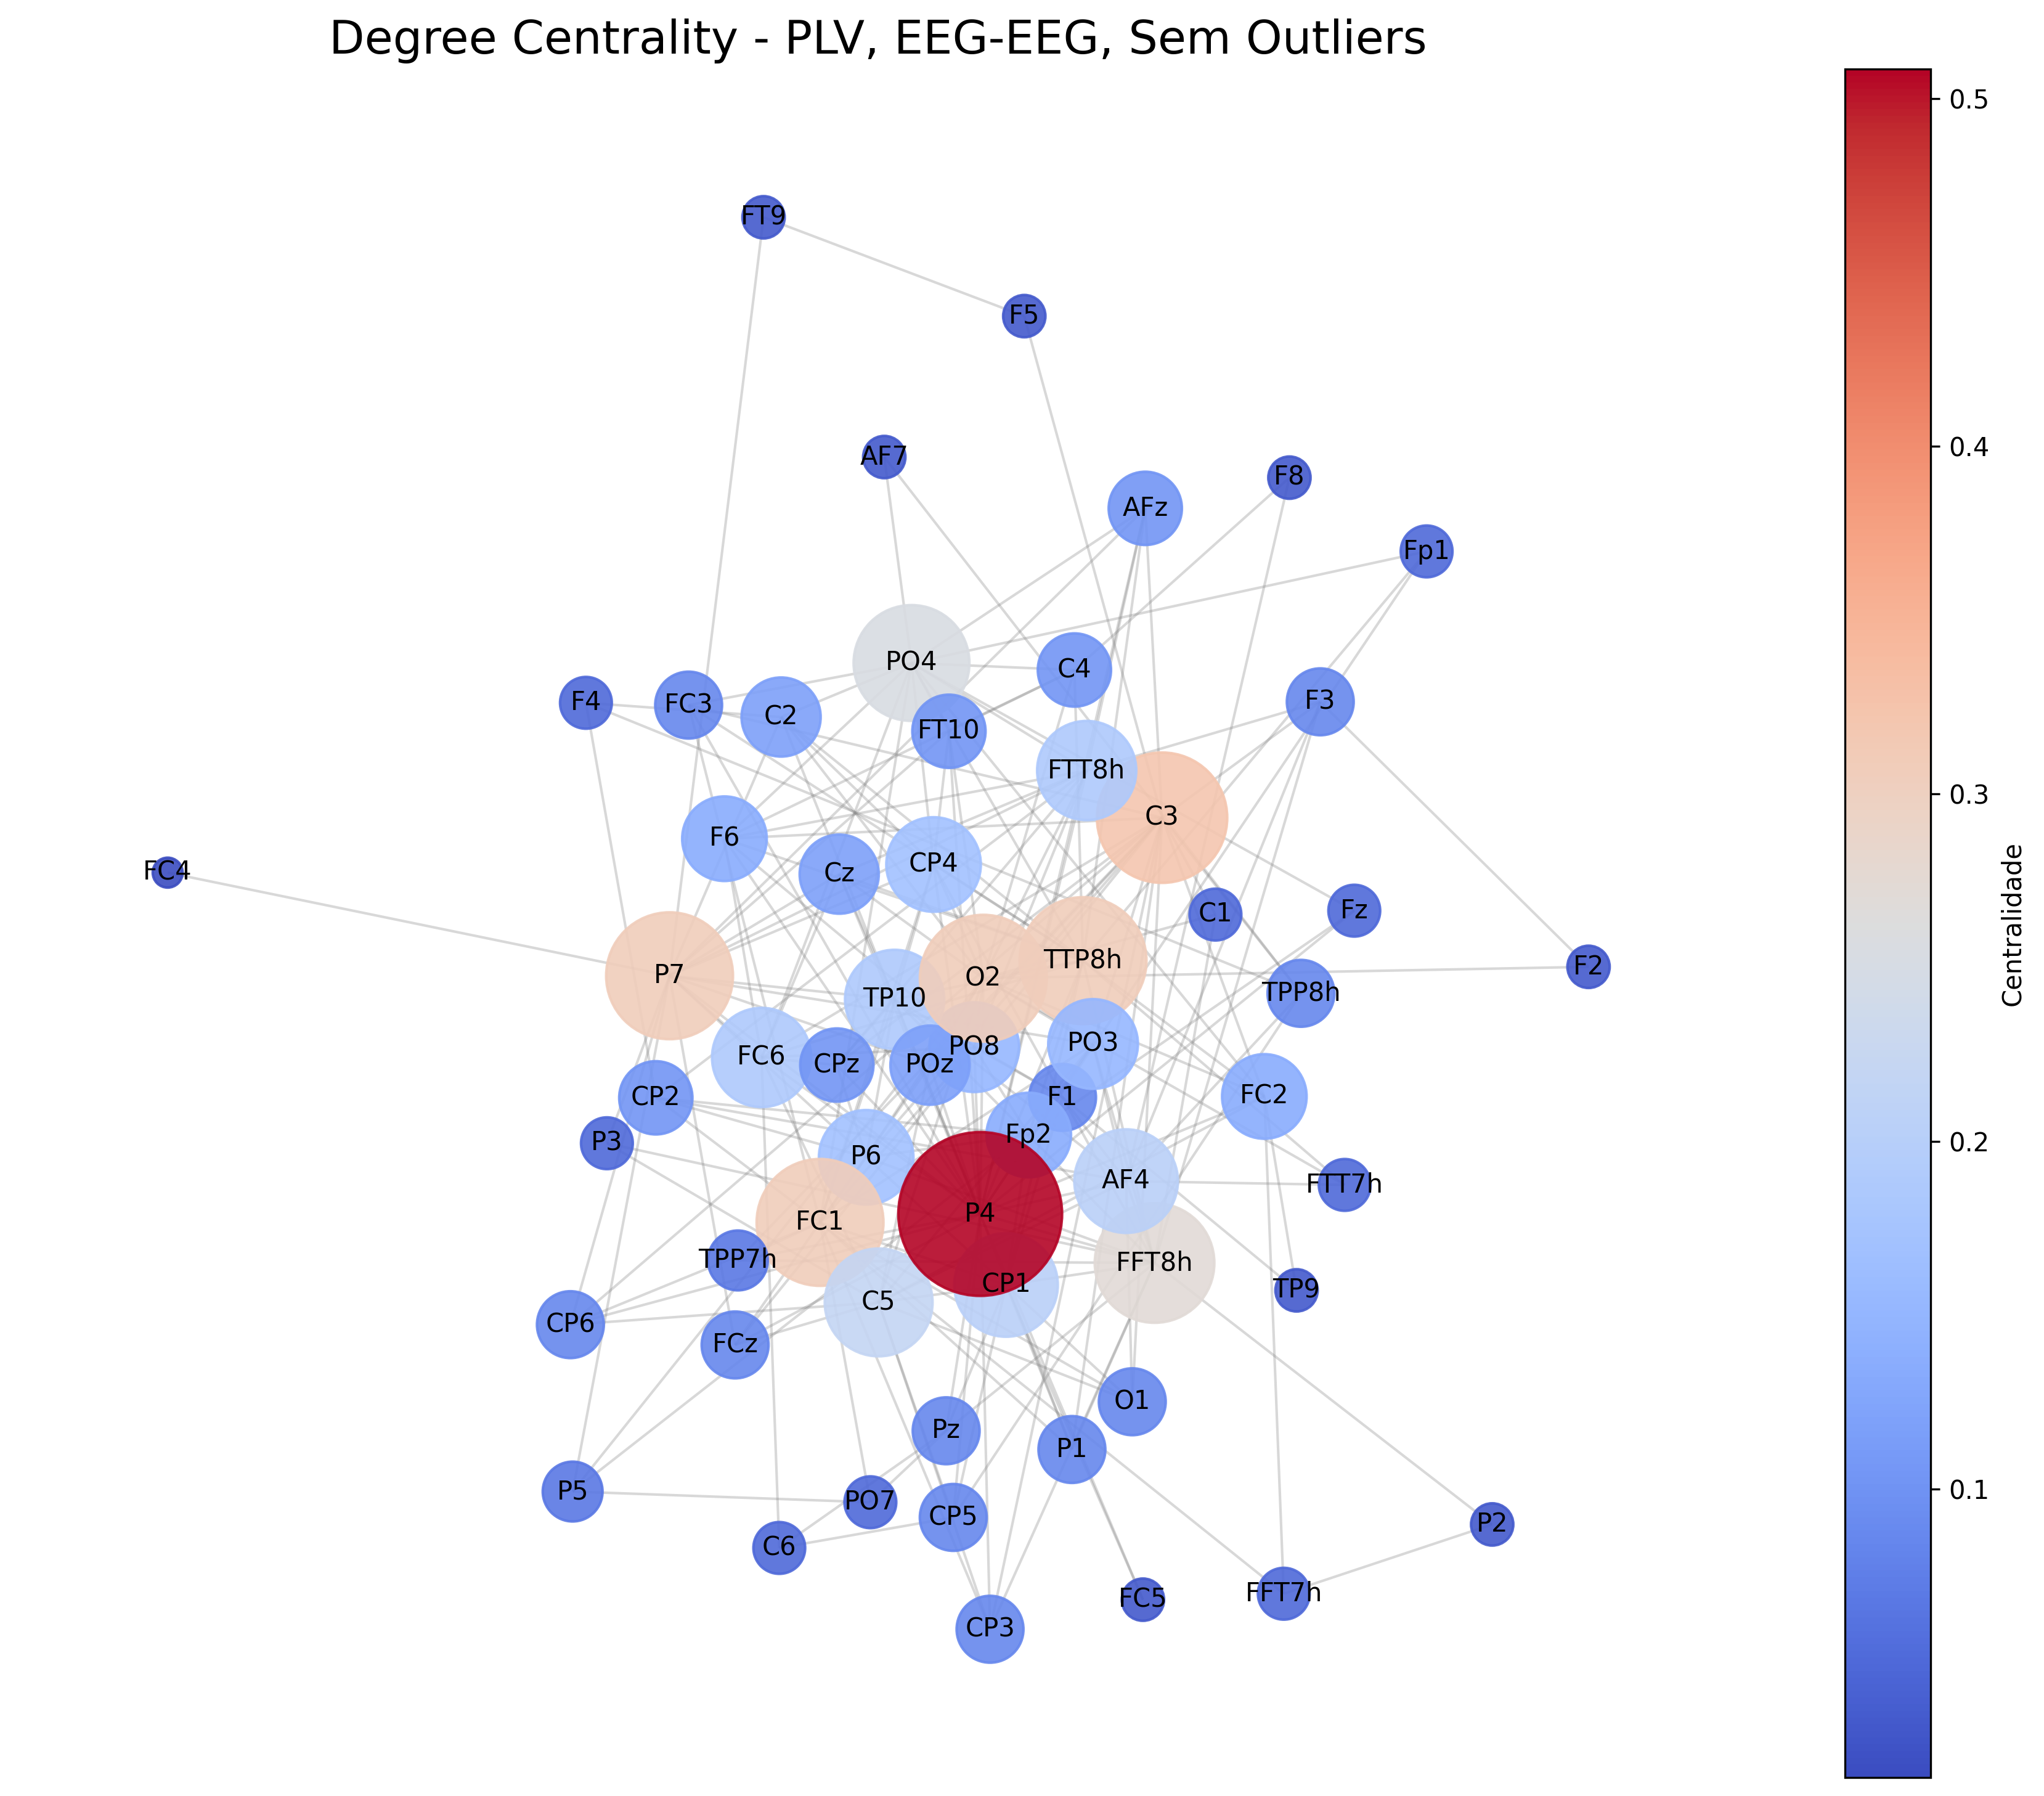 Degree Centrality - PLV, EEG-EEG, Sem Outliers
0.5
FT9
F5
0.4
AF7
F8
AFz
Fp1
PO4
C4
F4
FC3
C2
FT10
F3
FTT8h
0.3
C3
F6
Cz
CP4
FC4
C1
Fz
Centralidade
P7
O2
TTP8h
F2
TP10
TPP8h
FC6
CPz
POz
PO8
PO3
CP2
F1
FC2
0.2
P3
Fp2
P6
AF4
FTT7h
FC1
P4
TPP7h
FFT8h
C5
CP1
TP9
CP6
FCz
O1
Pz
P1
0.1
P5
PO7
CP5
P2
C6
FC5
FFT7h
CP3